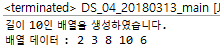 <terminated> DS_04_20180313_main [J
길이 10인 배열을 생성하였습니다.
배열 데이터 : 2 3 8 10 6